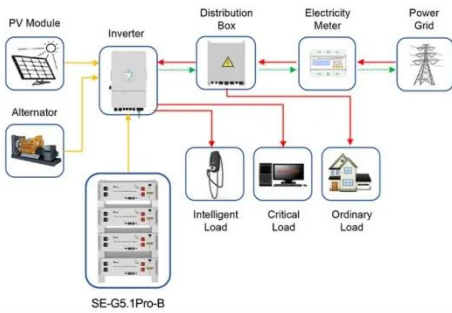 PV Module
Inverter
Distribution
Box
Electricity
Meter
Power
Grid
Alternator
Intelligent
Load
Critical
Load
Ordinary
Load
SE-G5.1Pro-B